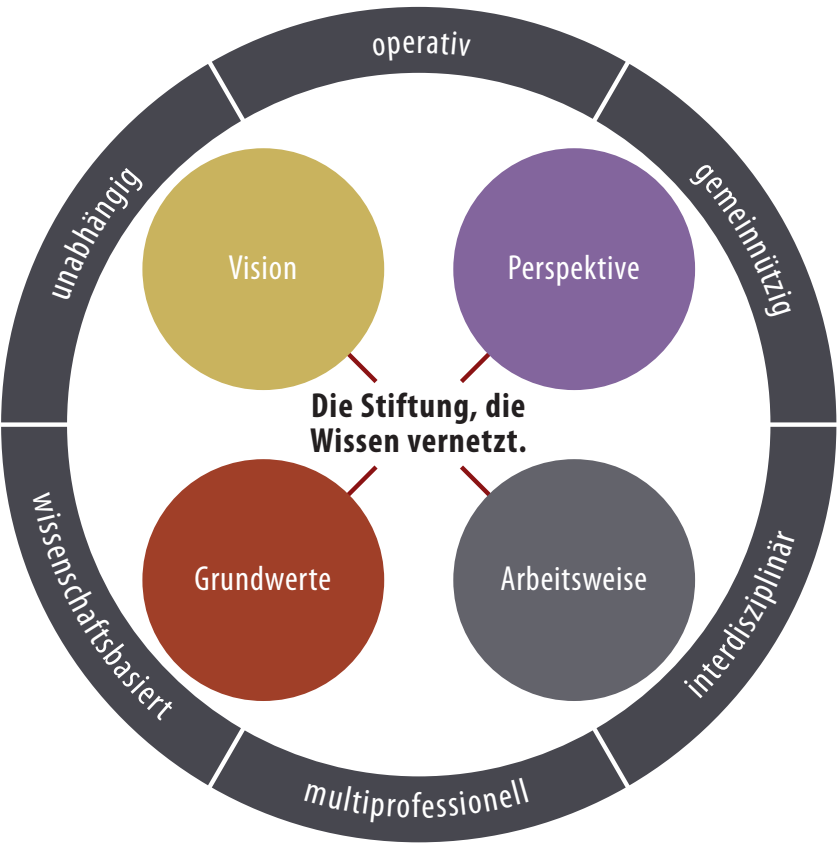 operativ
unabhängig
gemeinnützig
Vision
Perspektive
Die Stiftung, die
Wissen vernetzt.
Grundwerte
Arbeitsweise
wissenschaftsbasiert
interdisziplinär
multiprofessionell